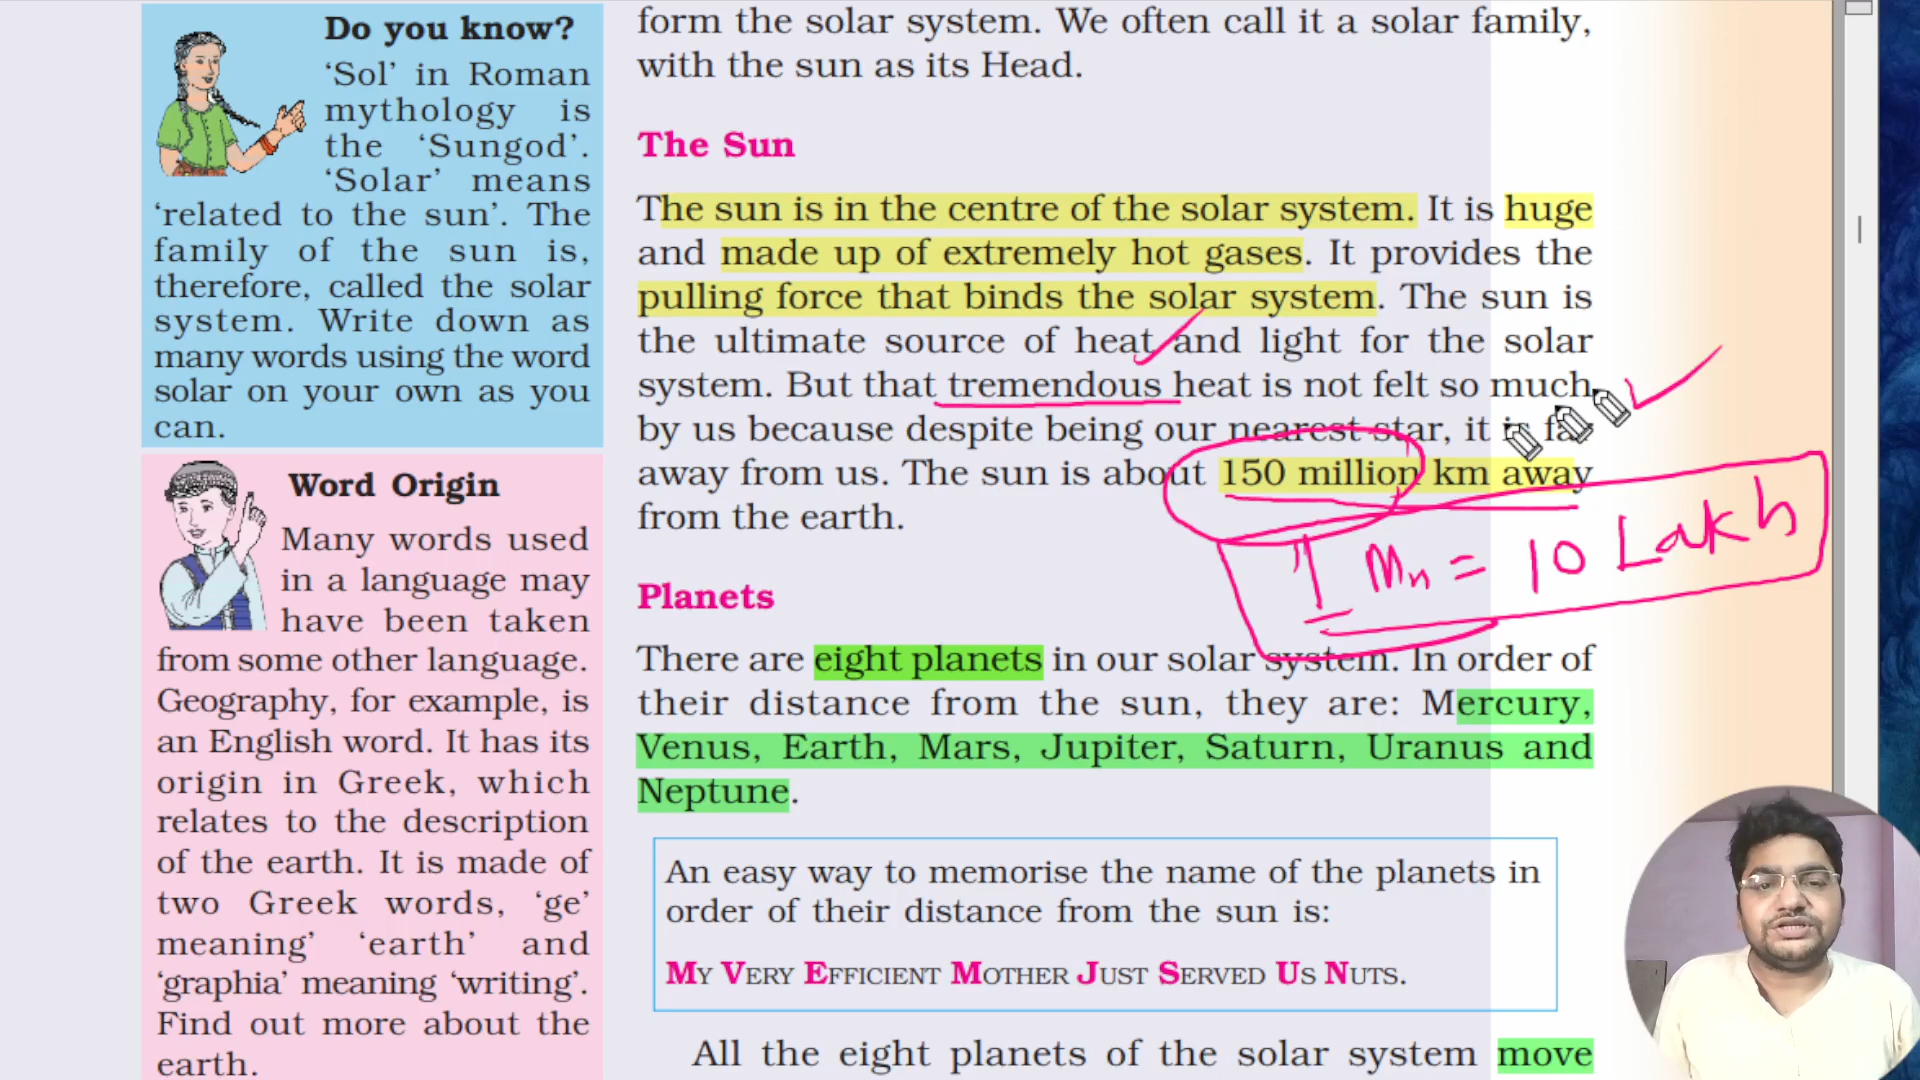 Do you know?
‘Sol’ in Roman
mythology is
the ‘Sungod’.
‘Solar’ means
‘related to the sun’. The
family of the sun is,
therefore, called the solar
system. Write down as
many words using the word
solar on your own as you
can.
Word Origin
Many words used
in a language may
have been taken
from some other language.
Geography, for example, is
an English word. It has its
origin in Greek, which
relates to the description
of the earth. It is made of
two Greek words, ‘ge’
meaning’ ‘earth’ and
‘graphia’ meaning ‘writing’.
Find out more about the
earth.
form the solar system. We often call it a solar family,
with the sun as its Head.
The Sun
The sun is in the centre of the solar system. It is huge
and made up of extremely hot gases. It provides the
pulling force that binds the solar system. The sun is
the ultimate source of heat and light for the solar
system. But that tremendous heat is not felt so much
by us because despite being our nearest star, it is far
away from us. The sun is about 150 million km away
from the earth.
1 Mn = 10 Lakh
Planets
There are eight planets in our solar system. In order of
their distance from the sun, they are: Mercury,
Venus, Earth, Mars, Jupiter, Saturn, Uranus and
Neptune.
An easy way to memorise the name of the planets in
order of their distance from the sun is:
MY VERY EFFICIENT MOTHER JUST SERVED US NUTS.
All the eight planets of the solar system move